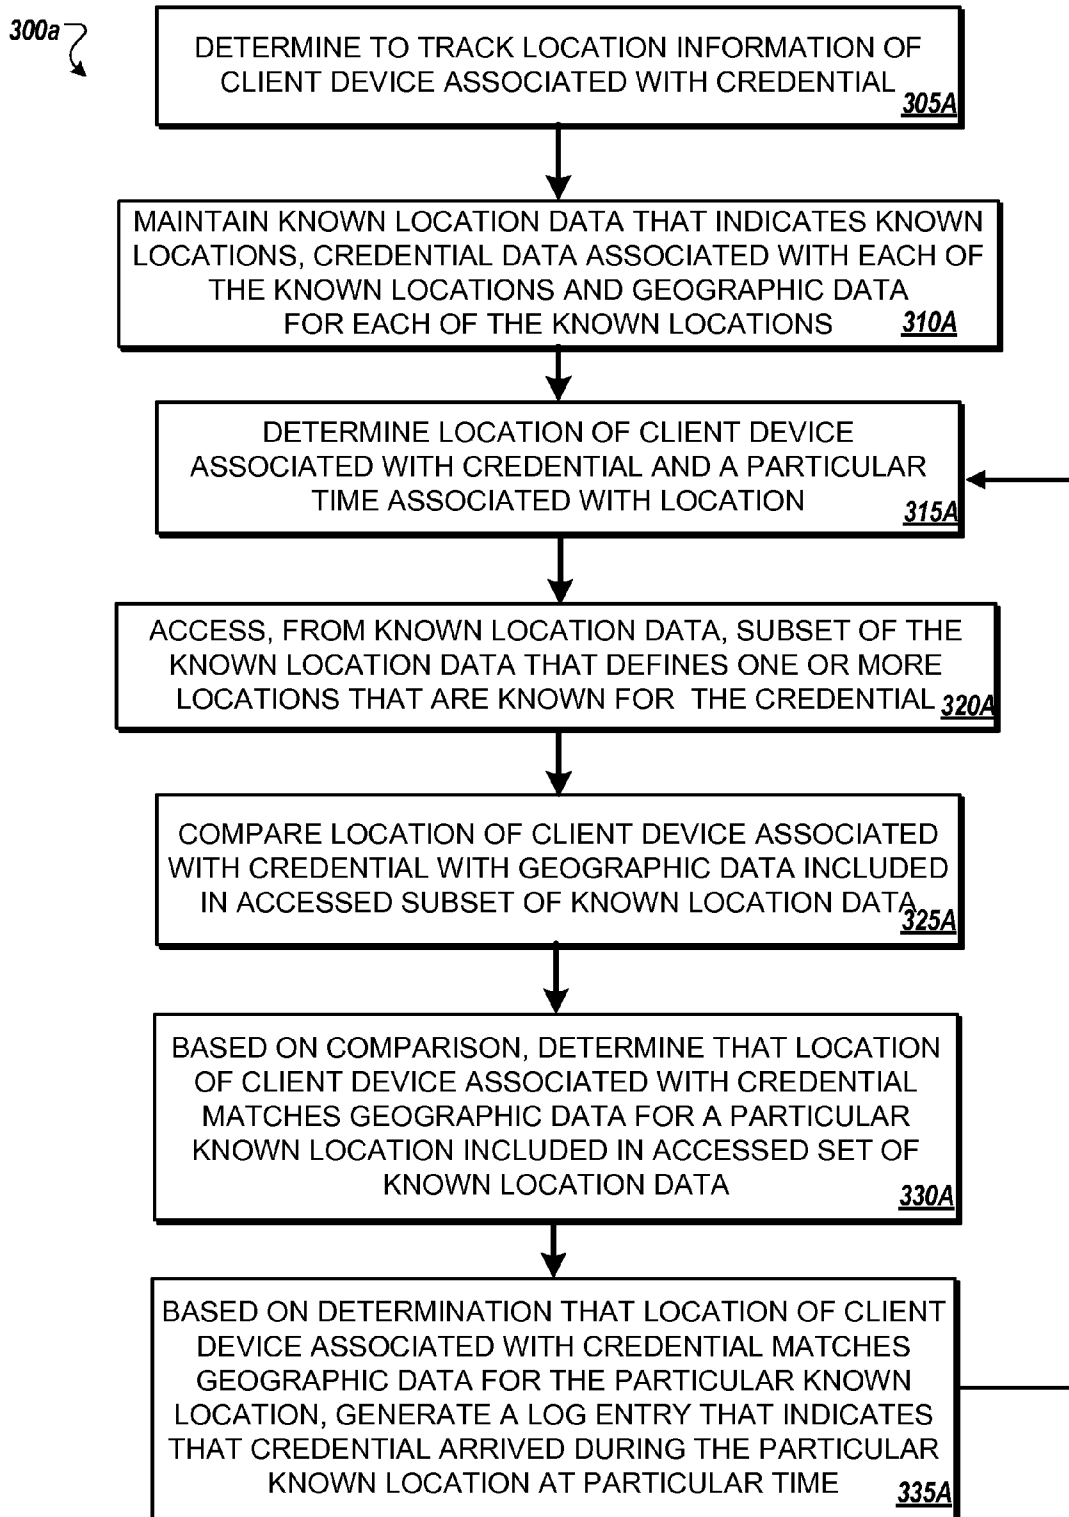 300a
DETERMINE TO TRACK LOCATION INFORMATION OF
CLIENT DEVICE ASSOCIATED WITH CREDENTIAL
305A
MAINTAIN KNOWN LOCATION DATA THAT INDICATES KNOWN
LOCATIONS, CREDENTIAL DATA ASSOCIATED WITH EACH OF
THE KNOWN LOCATIONS AND GEOGRAPHIC DATA
FOR EACH OF THE KNOWN LOCATIONS
310A
DETERMINE LOCATION OF CLIENT DEVICE
ASSOCIATED WITH CREDENTIAL AND A PARTICULAR
TIME ASSOCIATED WITH LOCATION
315A
ACCESS, FROM KNOWN LOCATION DATA, SUBSET OF THE
KNOWN LOCATION DATA THAT DEFINES ONE OR MORE
LOCATIONS THAT ARE KNOWN FOR THE CREDENTIAL
320A
COMPARE LOCATION OF CLIENT DEVICE ASSOCIATED
WITH CREDENTIAL WITH GEOGRAPHIC DATA INCLUDED
IN ACCESSED SUBSET OF KNOWN LOCATION DATA
325A
BASED ON COMPARISON, DETERMINE THAT LOCATION
OF CLIENT DEVICE ASSOCIATED WITH CREDENTIAL
MATCHES GEOGRAPHIC DATA FOR A PARTICULAR
KNOWN LOCATION INCLUDED IN ACCESSED SET OF
KNOWN LOCATION DATA
330A
BASED ON DETERMINATION THAT LOCATION OF CLIENT
DEVICE ASSOCIATED WITH CREDENTIAL MATCHES
GEOGRAPHIC DATA FOR THE PARTICULAR KNOWN
LOCATION, GENERATE A LOG ENTRY THAT INDICATES
THAT CREDENTIAL ARRIVED DURING THE PARTICULAR
KNOWN LOCATION AT PARTICULAR TIME
335A